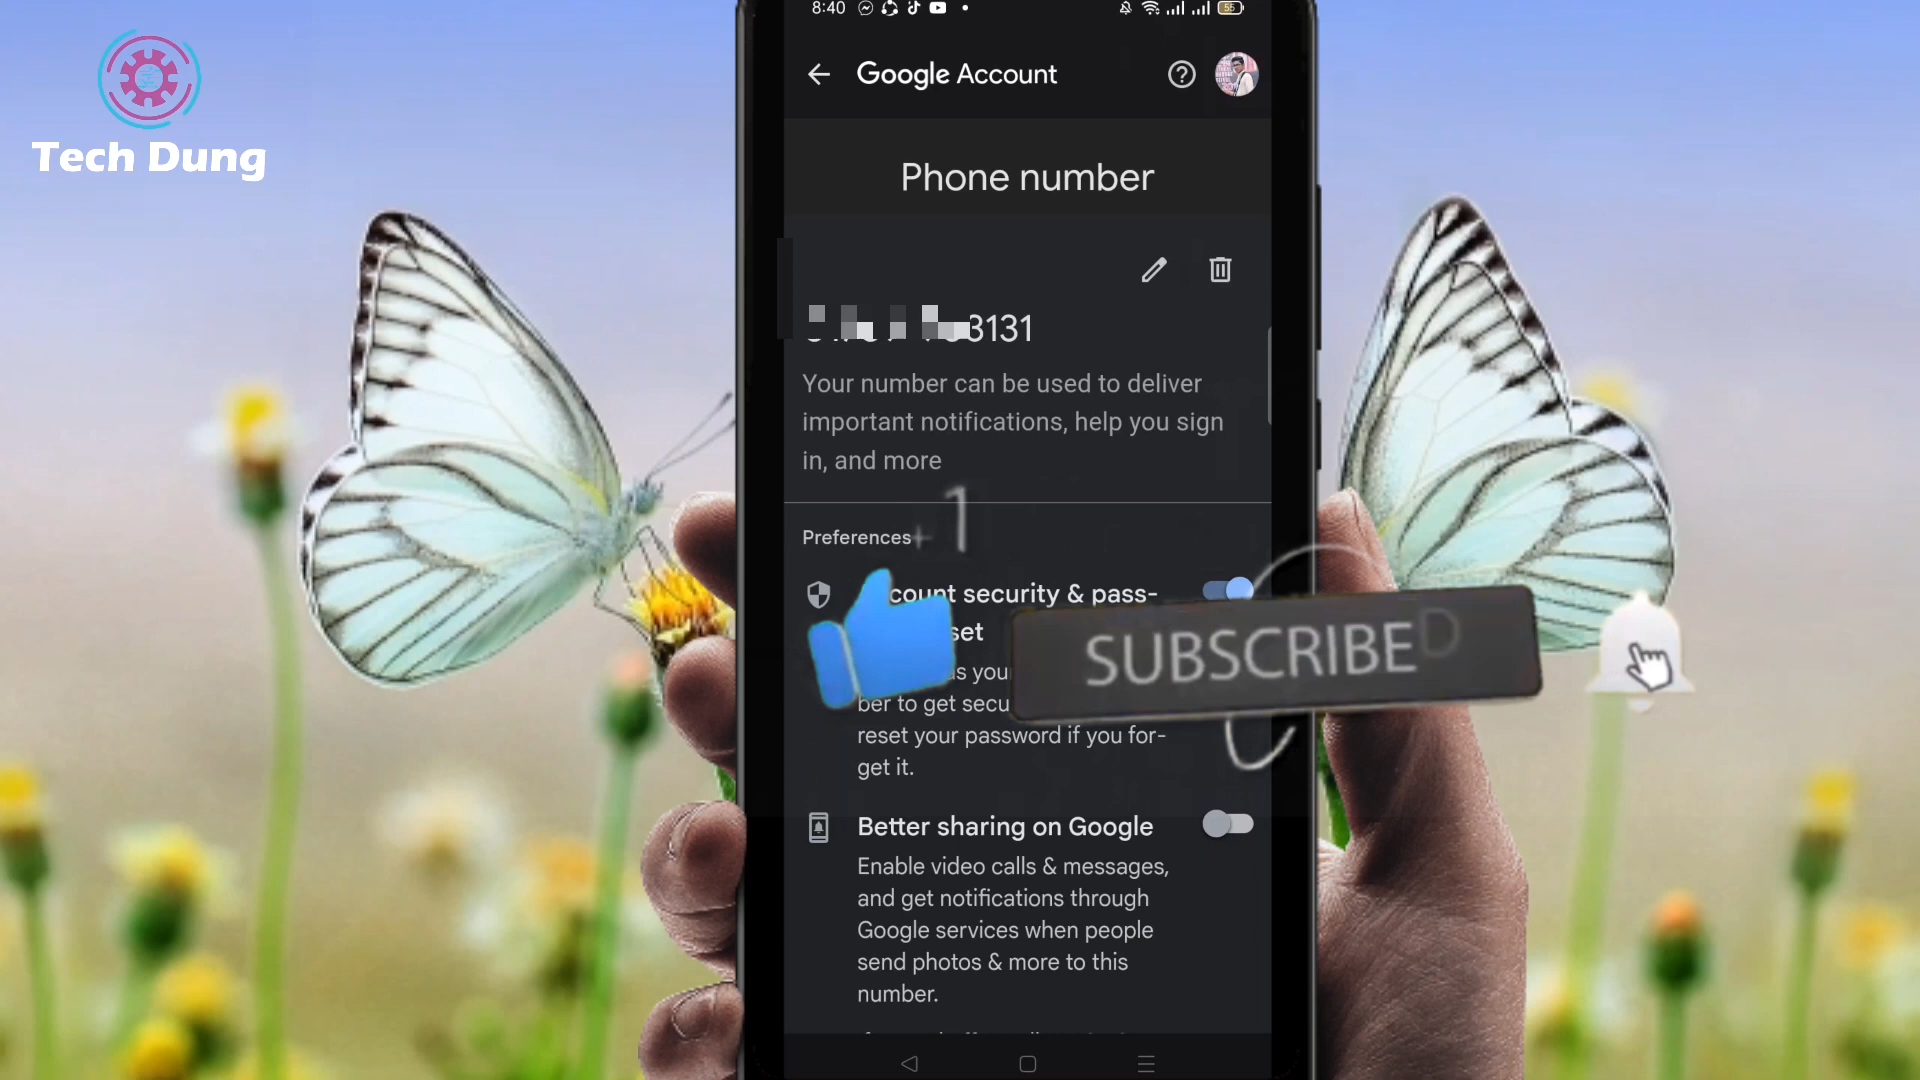 8:40
55
Tech Dung
Google Account
Phone number
3131
Your number can be used to deliver
important notifications, help you sign
in, and more
+1
Preferences
count security & pass-
set
SUBSCRIBED
s you
ber to get secu
reset your password if you for-
get it.
Better sharing on Google
Enable video calls & messages,
and get notifications through
Google services when people
send photos & more to this
number.